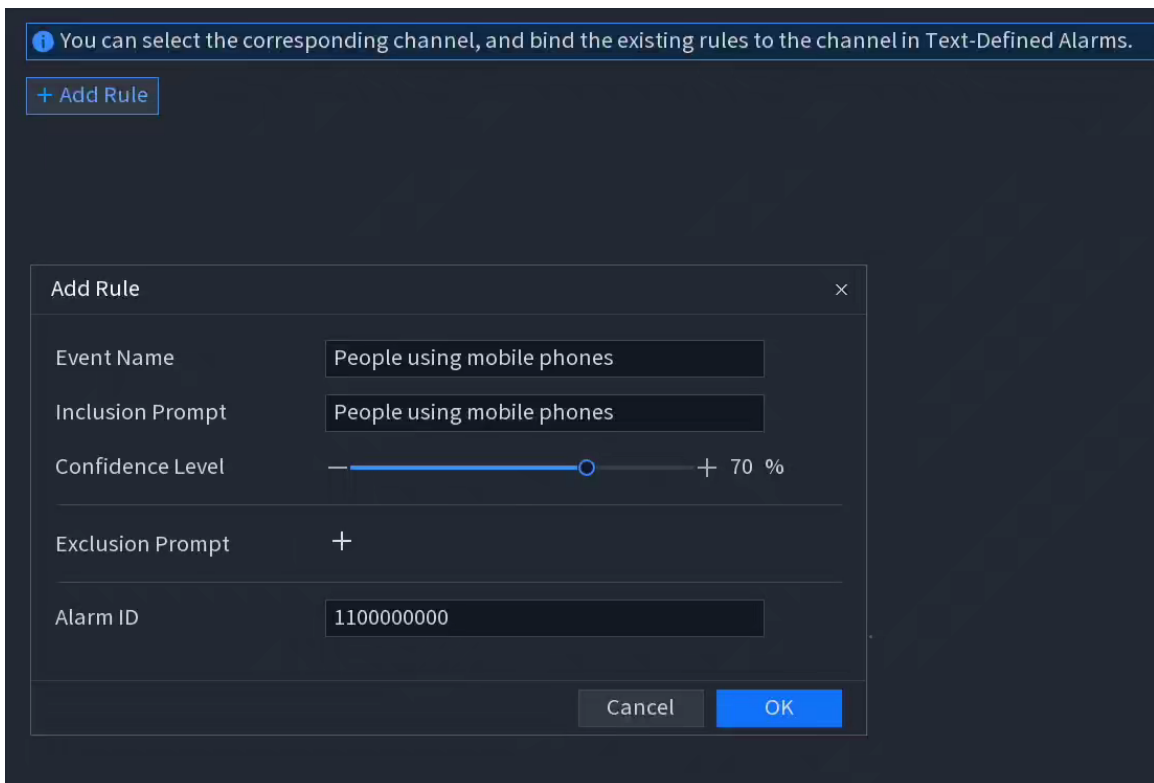 You can select the corresponding channel, and bind the existing rules to the channel in Text-Defined Alarms.
+ Add Rule
Add Rule ×
Event Name People using mobile phones
Inclusion Prompt People using mobile phones
Confidence Level — + 70 %
Exclusion Prompt +
Alarm ID 1100000000
Cancel OK